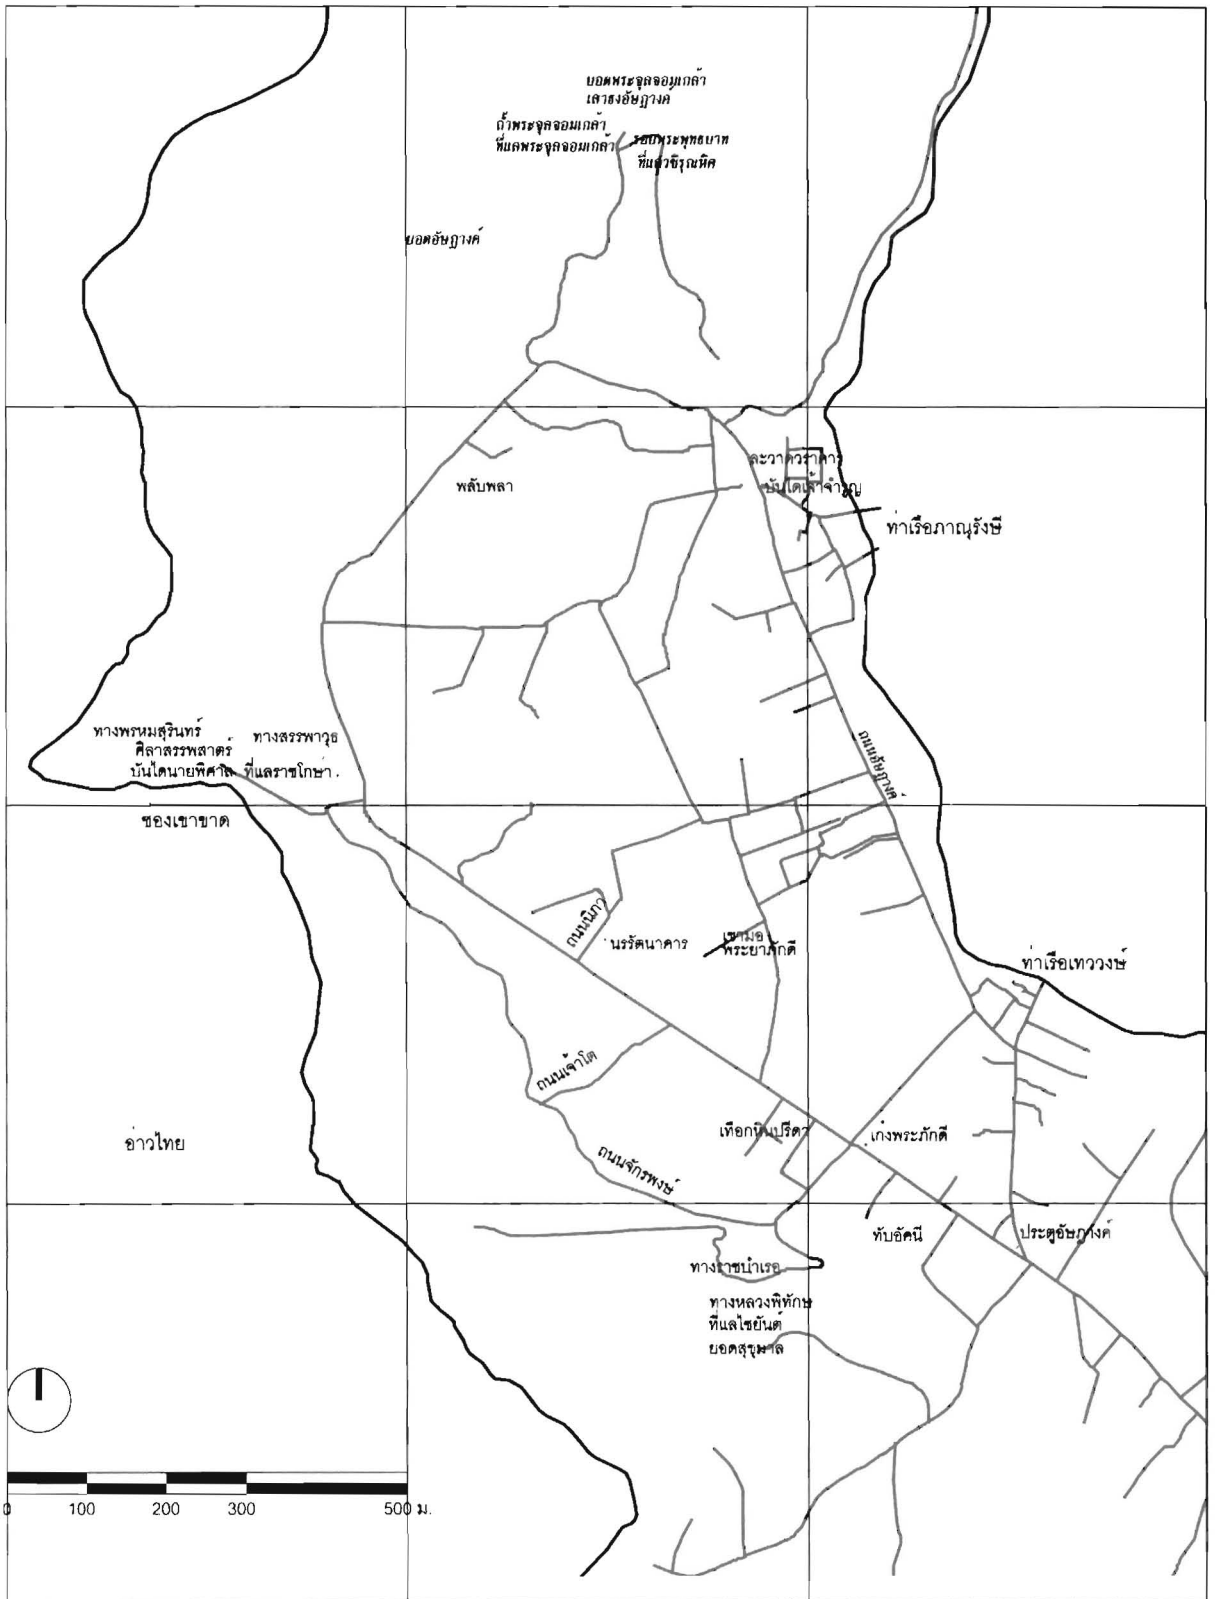 ยอดพระจุลจอมเกล้า
เสาธงอัษฎางค์
ถ้ำพระจุลจอมเกล้า
ที่แลพระจุลจอมเกล้า
รอยพระพุทธบาท
ที่แลวชิรุณหิศ
ยอดอัษฎางค์
พลับพลา
บันไดเจ้าจำรูญ
ท่าเรือภาณุรังษี
ทางพรหมสุรินทร์
ศิลาสรรพสาตร์
บันไดนายพิศาล
ทางสรรพาวุธ
ที่แลราชโกษา
ช่องเขาขาด
ถนนอัษฎางค์
ถนนนิภา
นรรัตนาคาร
เขามอ
พระยาภักดี
ท่าเรือเทววงษ์
ถนนเจ้าโต
อ่าวไทย
เทือกหินปรีดา
เก๋งพระภักดี
ถนนจักรพงษ์
ทับอัคนี
ประตูอัษฎางค์
ทางราชบำเรอ
ทางหลวงพิทักษ
ที่แลไชยันต์
ยอดสุขุมาล
0 100 200 300 500 ม.